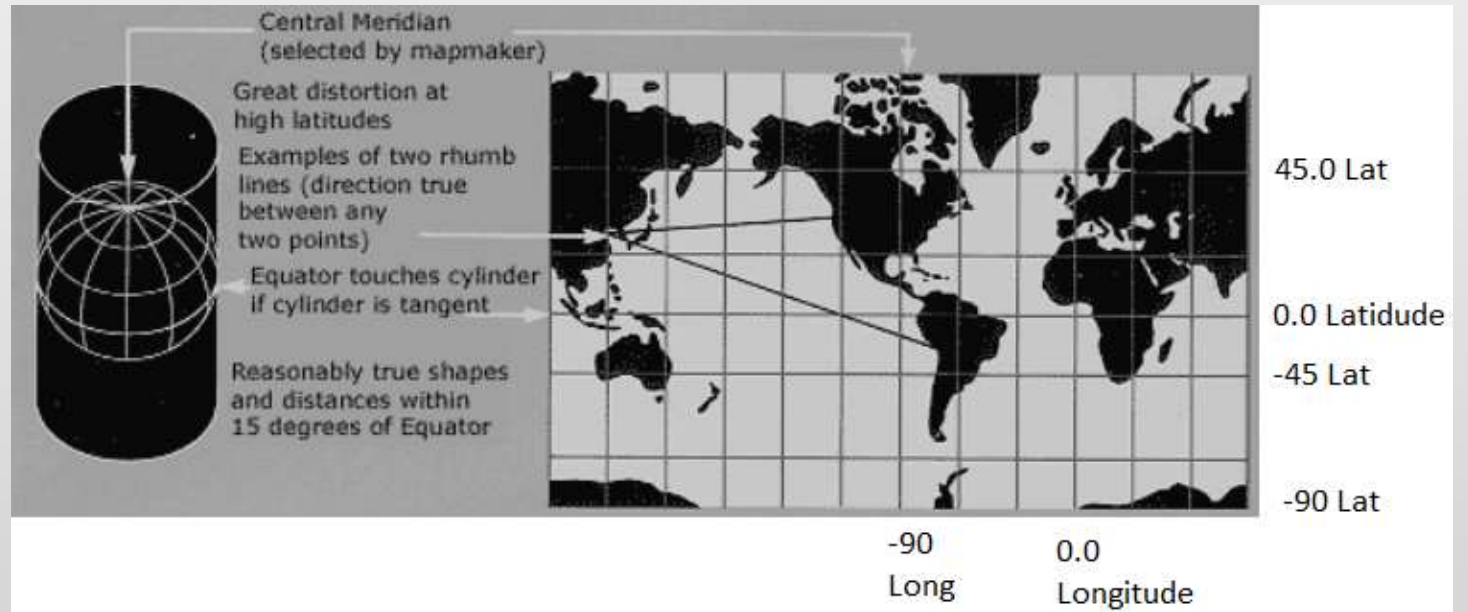 Central Meridian
(selected by mapmaker)
Great distortion at
high latitudes
Examples of two rhumb
lines (direction true
between any
two points)
Equator touches cylinder
if cylinder is tangent
Reasonably true shapes
and distances within
15 degrees of Equator
45.0 Lat
0.0 Latidude
-45 Lat
-90 Lat
-90
Long
0.0
Longitude